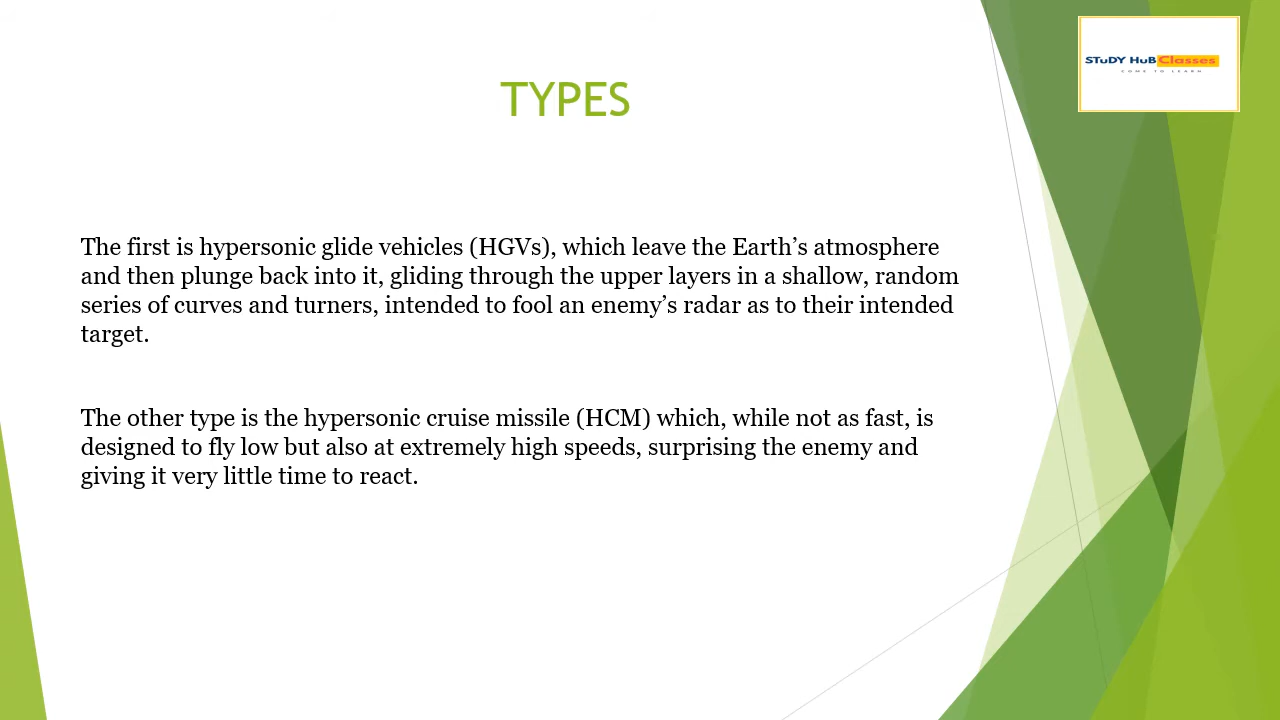 STuDY HuB Classes
COME TO LEARN
TYPES
The first is hypersonic glide vehicles (HGVs), which leave the Earth’s atmosphere
and then plunge back into it, gliding through the upper layers in a shallow, random
series of curves and turners, intended to fool an enemy’s radar as to their intended
target.
The other type is the hypersonic cruise missile (HCM) which, while not as fast, is
designed to fly low but also at extremely high speeds, surprising the enemy and
giving it very little time to react.